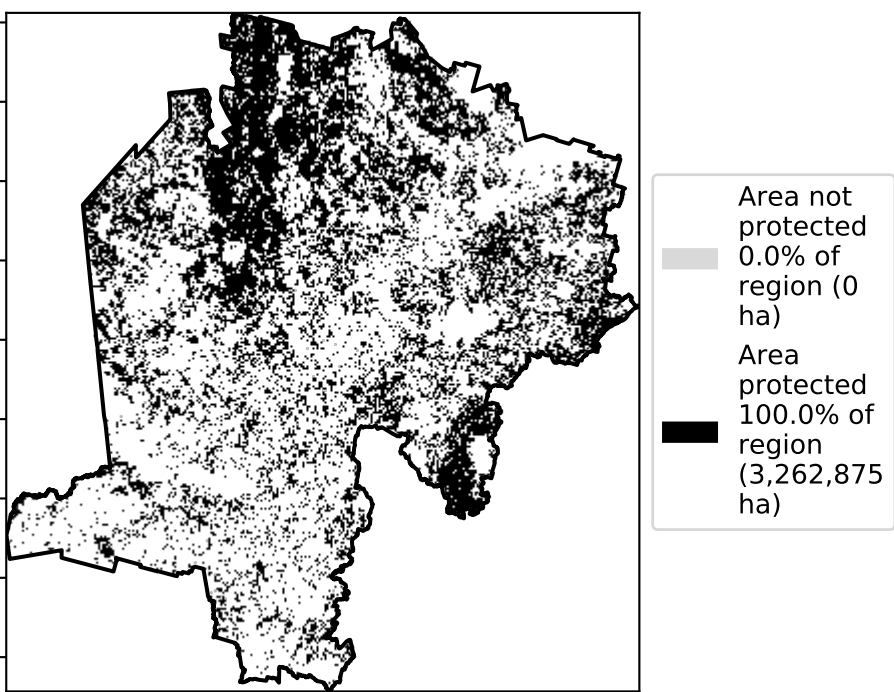 Area not
protected
0.0% of
region (0
ha)
Area
protected
100.0% of
region
(3,262,875
ha)